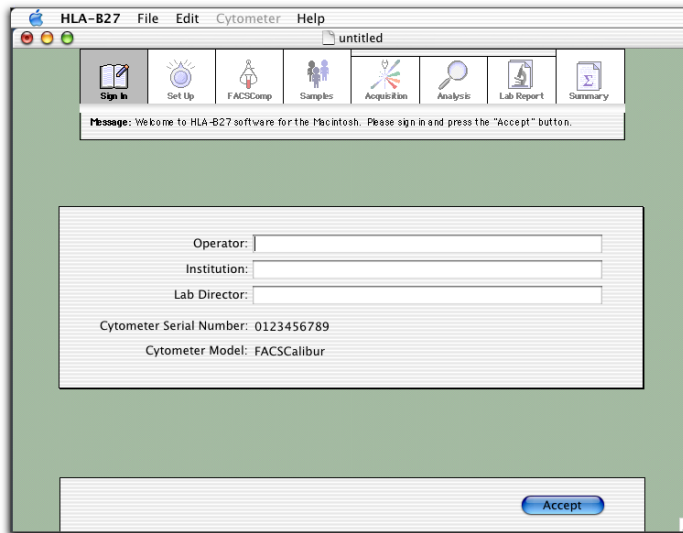 HLA-B27 File Edit Cytometer Help
untitled
Sign In Set Up FACSComp Samples Acquisition Analysis Lab Report Summary
Message: Welcome to HLA-B27 software for the Macintosh. Please sign in and press the "Accept" button.
Operator:
Institution:
Lab Director:
Cytometer Serial Number: 0123456789
Cytometer Model: FACSCalibur
Accept